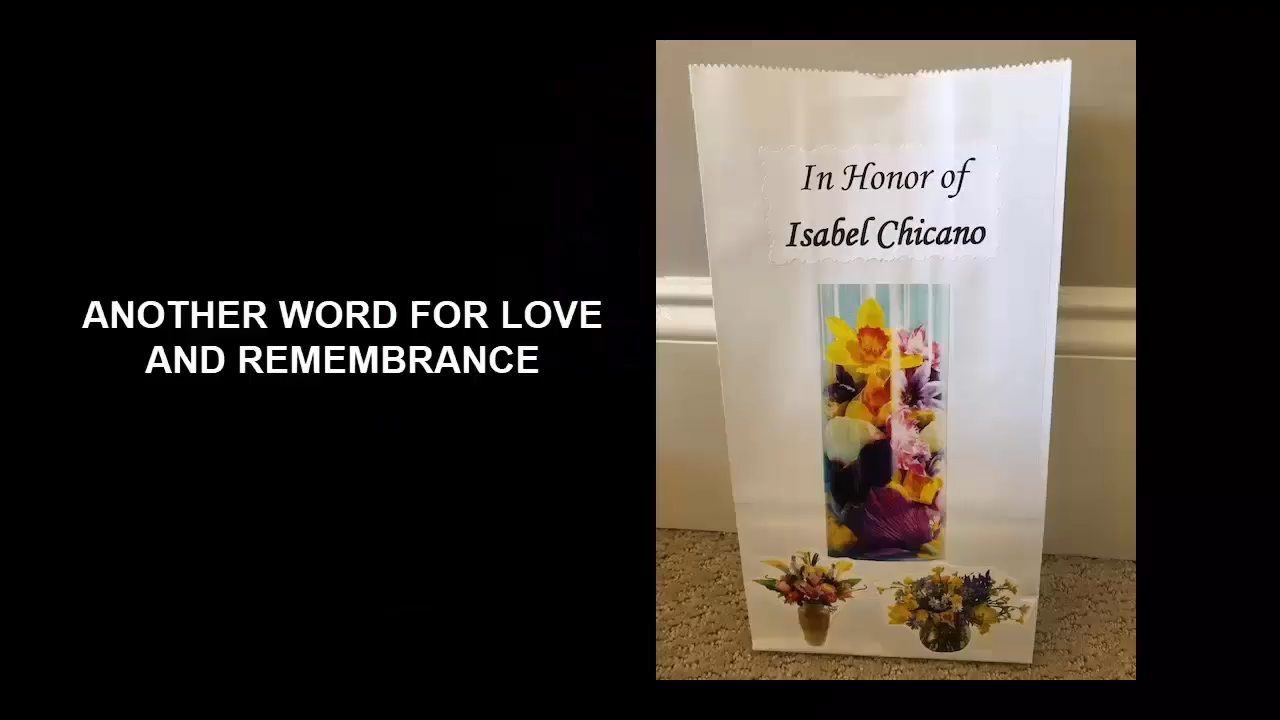 ANOTHER WORD FOR LOVE
AND REMEMBRANCE
In Honor of
Isabel Chicano